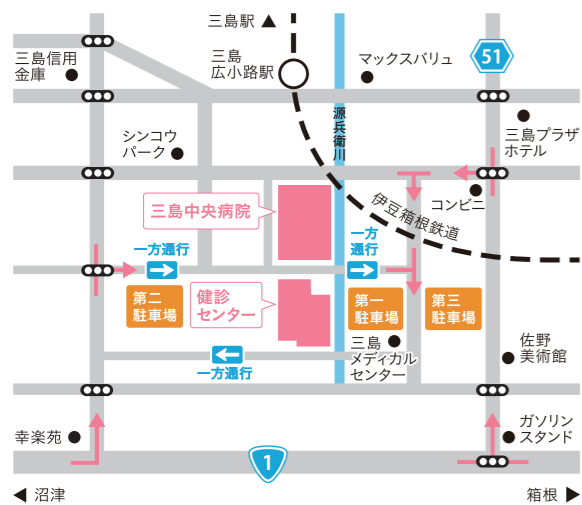 三島駅 ▲
三島
広小路駅
マックスバリュ
51
三島信用
金庫
源兵衛川
シンコウ
パーク
三島プラザ
ホテル
コンビニ
三島中央病院
伊豆箱根鉄道
一方通行
一方
通行
第二
駐車場
健診
センター
第一
駐車場
第三
駐車場
三島
メディカル
センター
佐野
美術館
一方通行
幸楽苑
ガソリン
スタンド
1
◀ 沼津
箱根 ▶